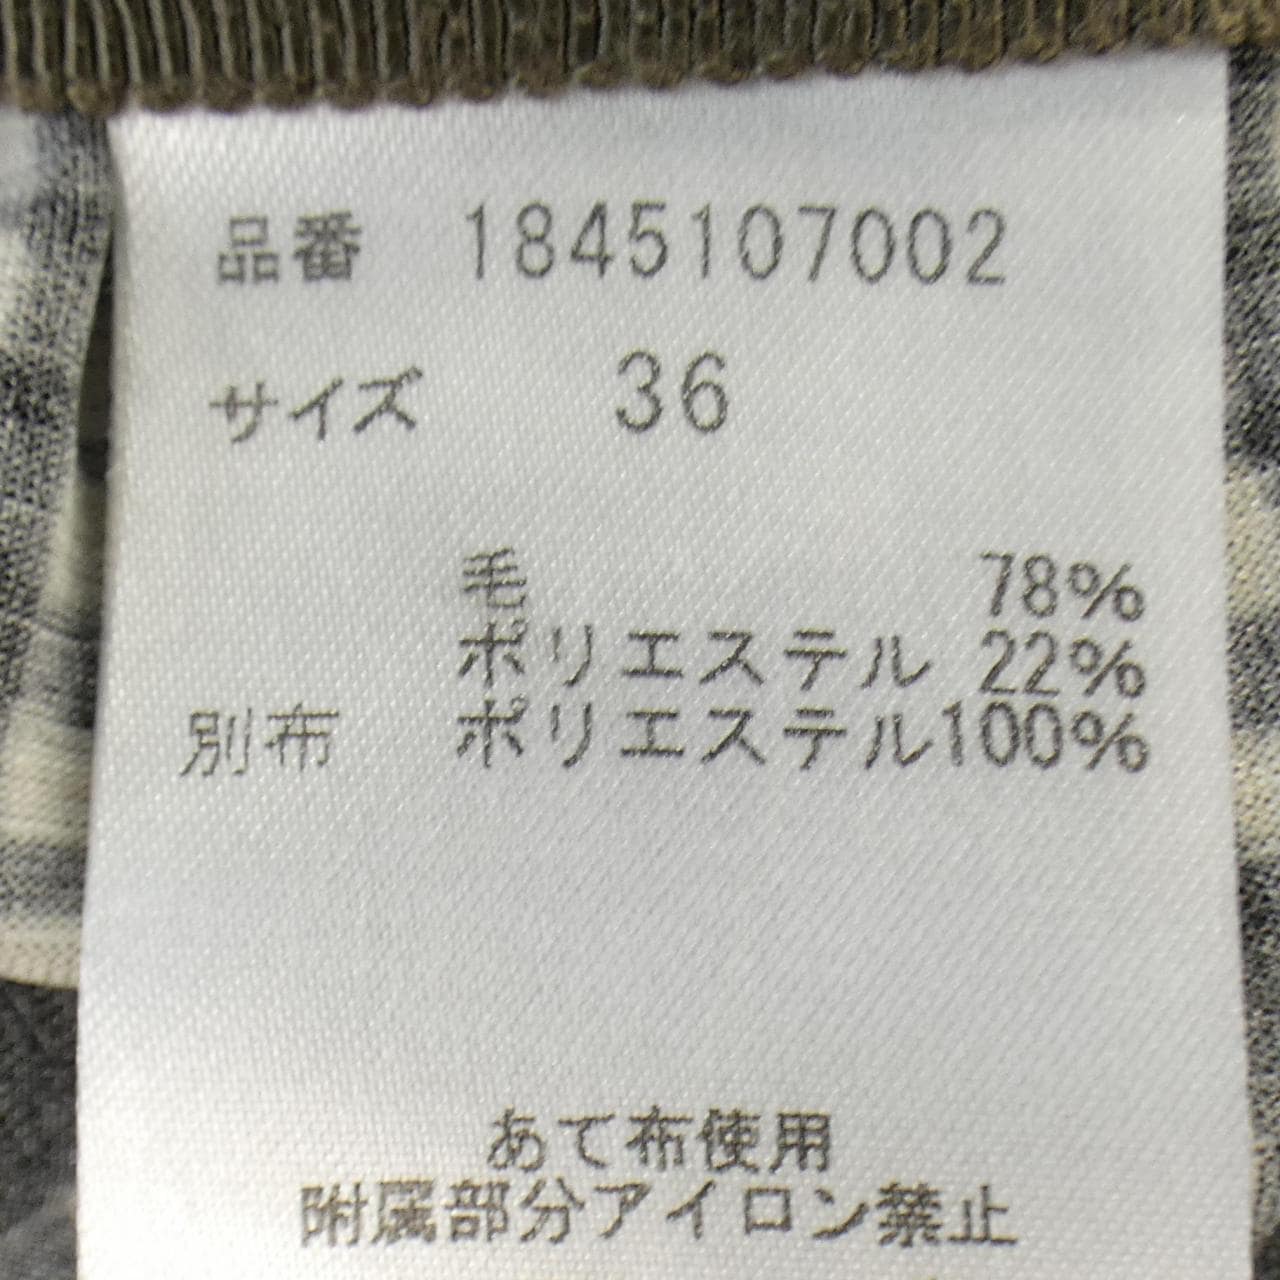 品番 1845107002
サイズ 36
毛 78%
ポリエステル 22%
別布 ポリエステル100%
あて布使用
附属部分アイロン禁止